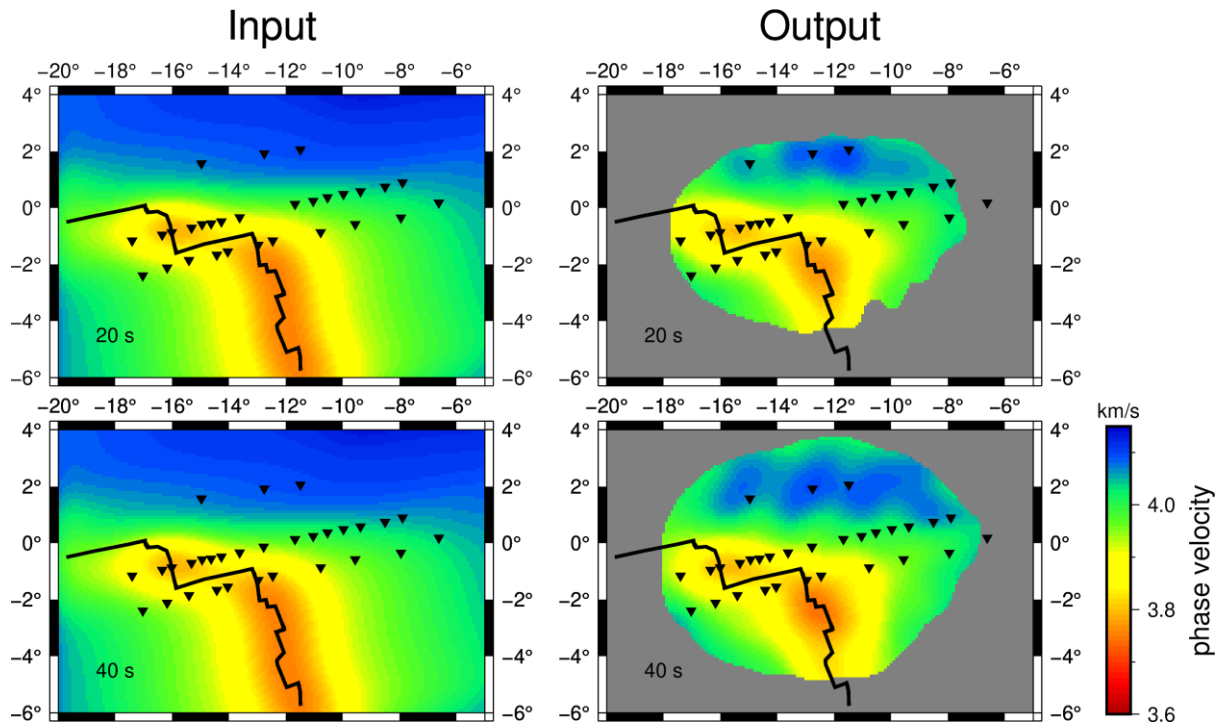 Input Output
−20° −18° −16° −14° −12° −10° −8° −6° −20° −18° −16° −14° −12° −10° −8° −6°
4° 4° 4° 4°
2° 2° 2° 2°
0° 0° 0° 0°
−2° −2° −2° −2°
−4° 20 s −4° −4° 20 s −4°
−6° −6° −6° −6°
−20° −18° −16° −14° −12° −10° −8° −6° −20° −18° −16° −14° −12° −10° −8° −6°
4° 4° 4° 4°
2° 2° 2° 2°
0° 0° 0° 0°
−2° −2° −2° −2°
−4° 40 s −4° −4° 40 s −4°
−6° −6° −6° −6°
km/s
4.0
3.8
3.6
phase velocity